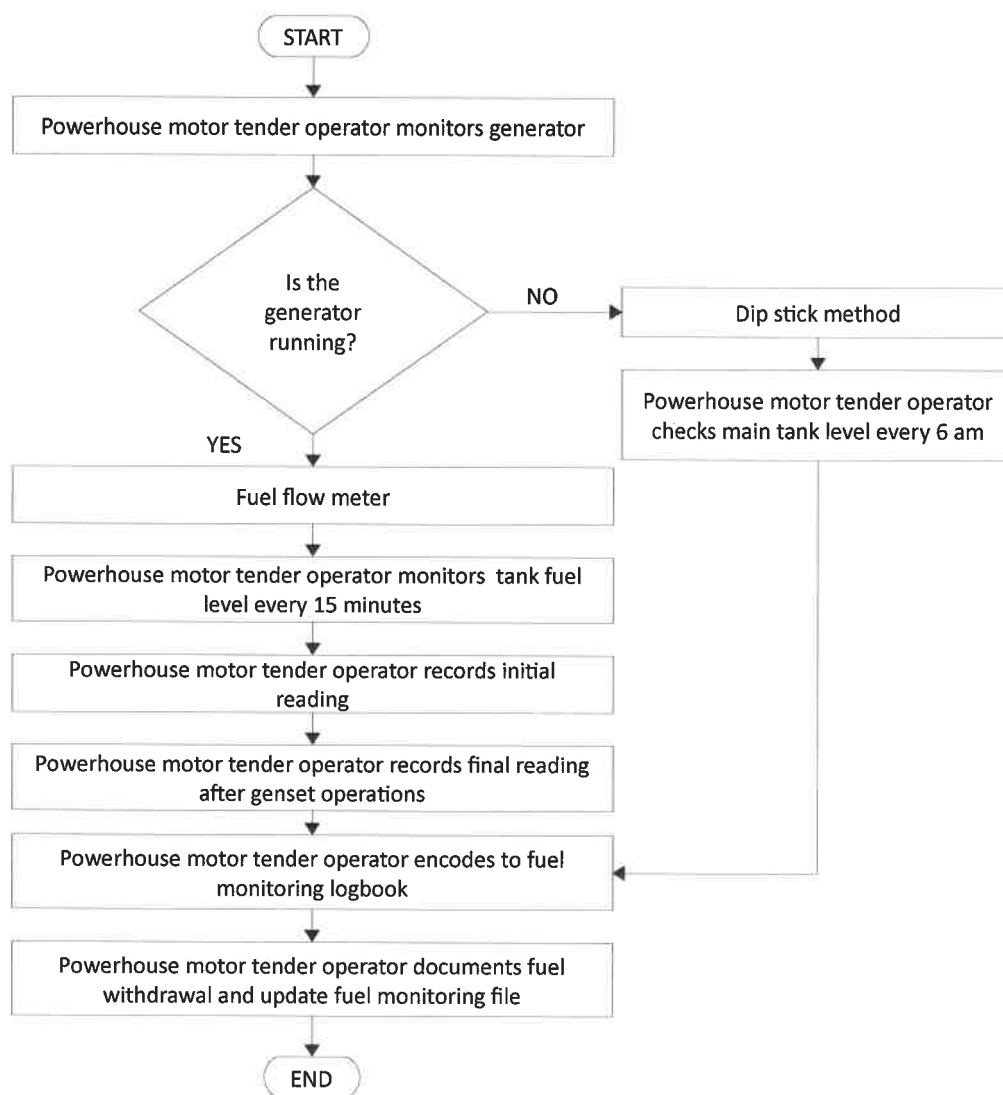 START
Powerhouse motor tender operator monitors generator
Is the
generator
running?
NO
Dip stick method
Powerhouse motor tender operator
checks main tank level every 6 am
YES
Fuel flow meter
Powerhouse motor tender operator monitors tank fuel
level every 15 minutes
Powerhouse motor tender operator records initial
reading
Powerhouse motor tender operator records final reading
after genset operations
Powerhouse motor tender operator encodes to fuel
monitoring logbook
Powerhouse motor tender operator documents fuel
withdrawal and update fuel monitoring file
END